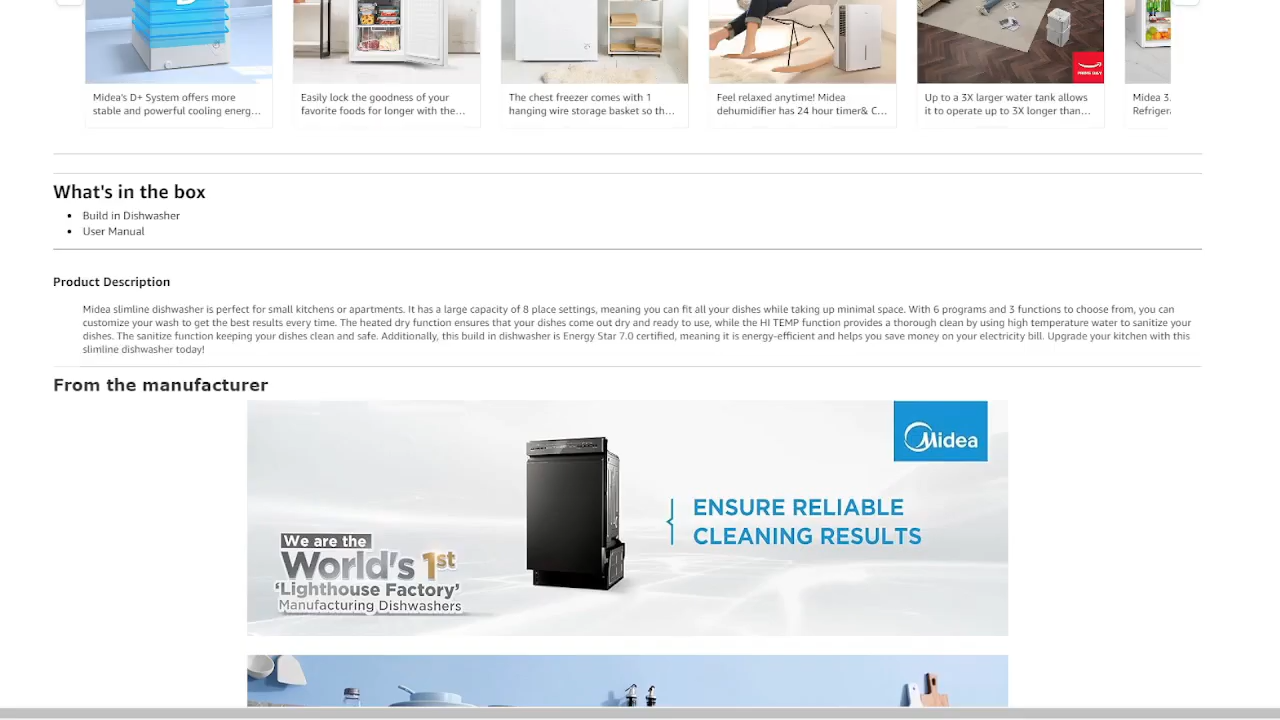 Midea's D+ System offers more
stable and powerful cooling energ...
Easily lock the goodness of your
favorite foods for longer with the...
The chest freezer comes with 1
hanging wire storage basket so th...
Feel relaxed anytime! Midea
dehumidifier has 24 hour timer& C...
Up to a 3X larger water tank allows
it to operate up to 3X longer than...
Midea 3.
Refriger
What's in the box
Build in Dishwasher
User Manual
Product Description
Midea slimline dishwasher is perfect for small kitchens or apartments. It has a large capacity of 8 place settings, meaning you can fit all your dishes while taking up minimal space. With 6 programs and 3 functions to choose from, you can
customize your wash to get the best results every time. The heated dry function ensures that your dishes come out dry and ready to use, while the HI TEMP function provides a thorough clean by using high temperature water to sanitize your
dishes. The sanitize function keeping your dishes clean and safe. Additionally, this build in dishwasher is Energy Star 7.0 certified, meaning it is energy-efficient and helps you save money on your electricity bill. Upgrade your kitchen with this
slimline dishwasher today!
From the manufacturer
Midea
ENSURE RELIABLE
CLEANING RESULTS
We are the
World's 1st
'Lighthouse Factory'
Manufacturing Dishwashers